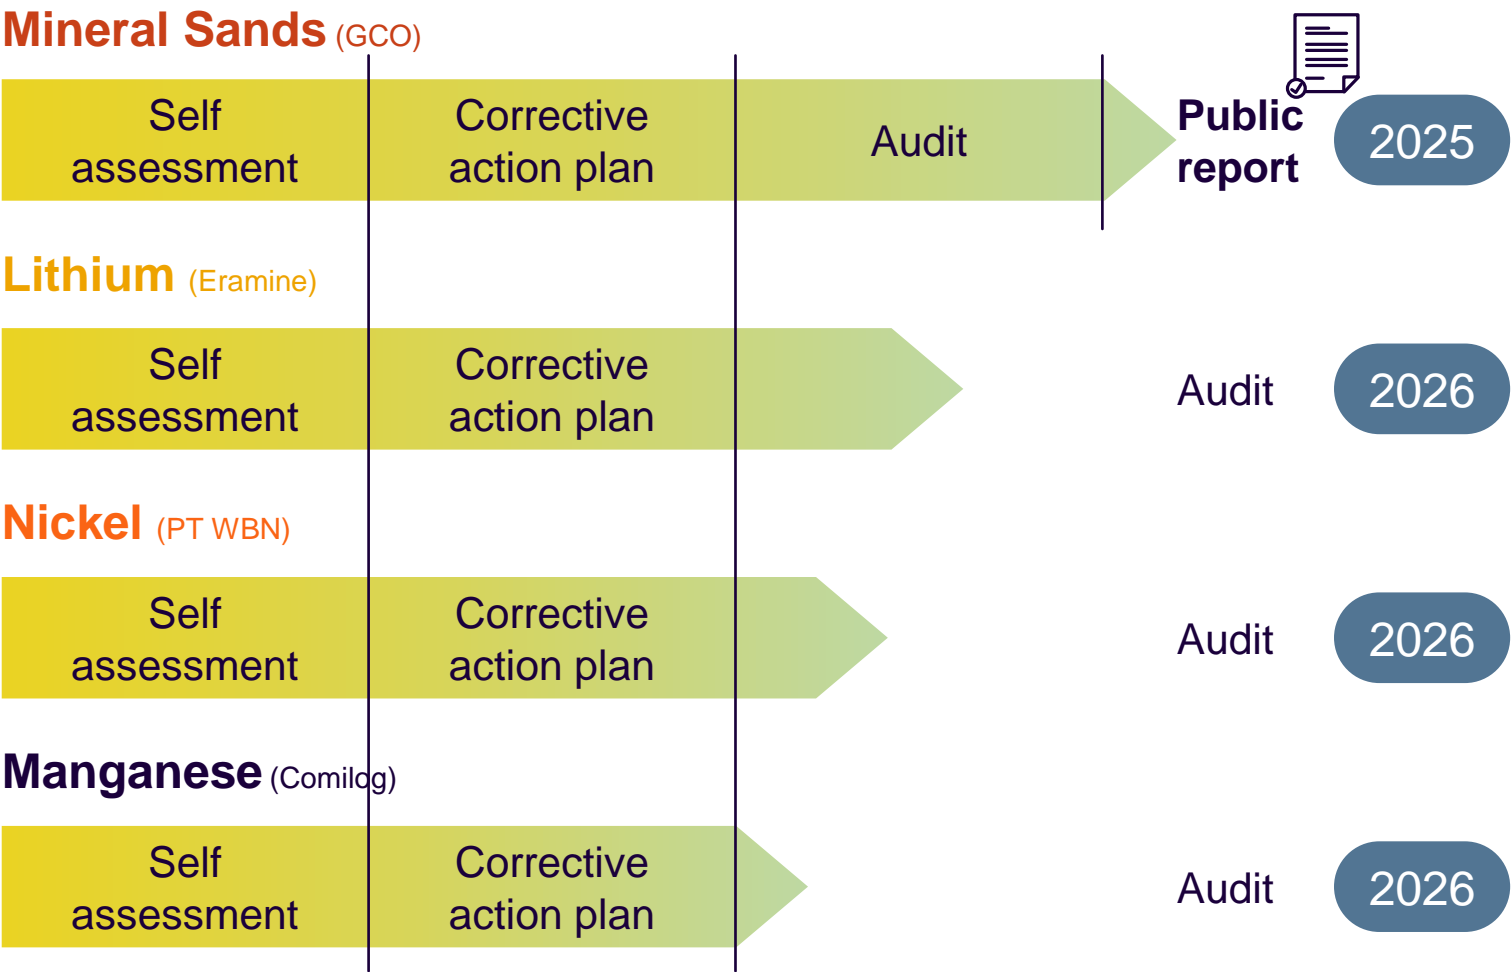 Mineral Sands (GCO)
Self
assessment
Corrective
action plan
Audit
Public
report
2025
Lithium (Eramine)
Self
assessment
Corrective
action plan
Audit
2026
Nickel (PT WBN)
Self
assessment
Corrective
action plan
Audit
2026
Manganese (Comilog)
Self
assessment
Corrective
action plan
Audit
2026